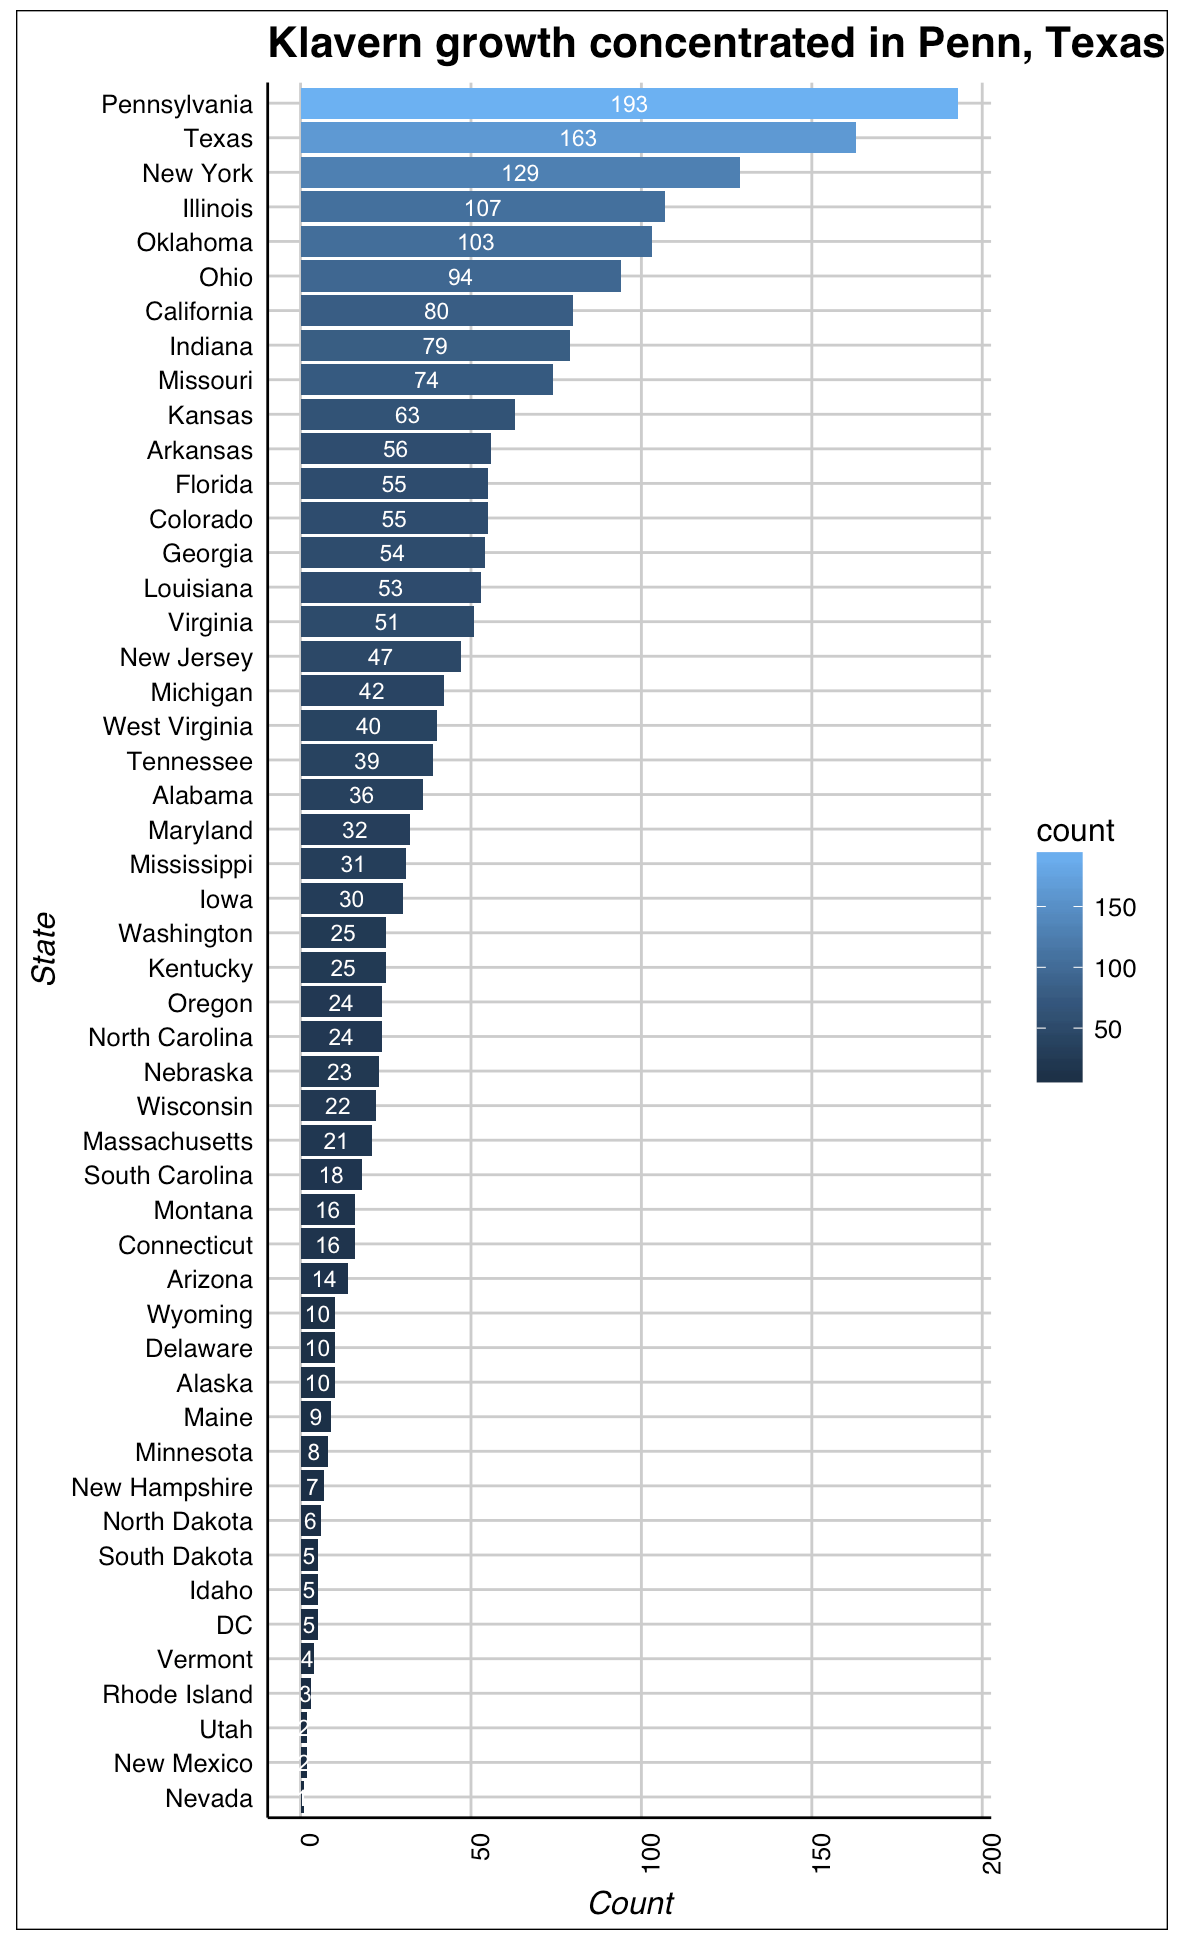 Klavern growth concentrated in Penn, Texas
Pennsylvania 193
Texas 163
New York 129
Illinois 107
Oklahoma 103
Ohio 94
California 80
Indiana 79
Missouri 74
Kansas 63
Arkansas 56
Florida 55
Colorado 55
Georgia 54
Louisiana 53
Virginia 51
New Jersey 47
Michigan 42
West Virginia 40
Tennessee 39
Alabama 36
Maryland 32
Mississippi 31
Iowa 30
Washington 25
Kentucky 25
Oregon 24
North Carolina 24
Nebraska 23
Wisconsin 22
Massachusetts 21
South Carolina 18
Montana 16
Connecticut 16
Arizona 14
Wyoming 10
Delaware 10
Alaska 10
Maine 9
Minnesota 8
New Hampshire 7
North Dakota 6
South Dakota 5
Idaho 5
DC 5
Vermont 4
Rhode Island 3
Utah 2
New Mexico 2
Nevada
0 50 100 150 200
Count
State
count
150
100
50